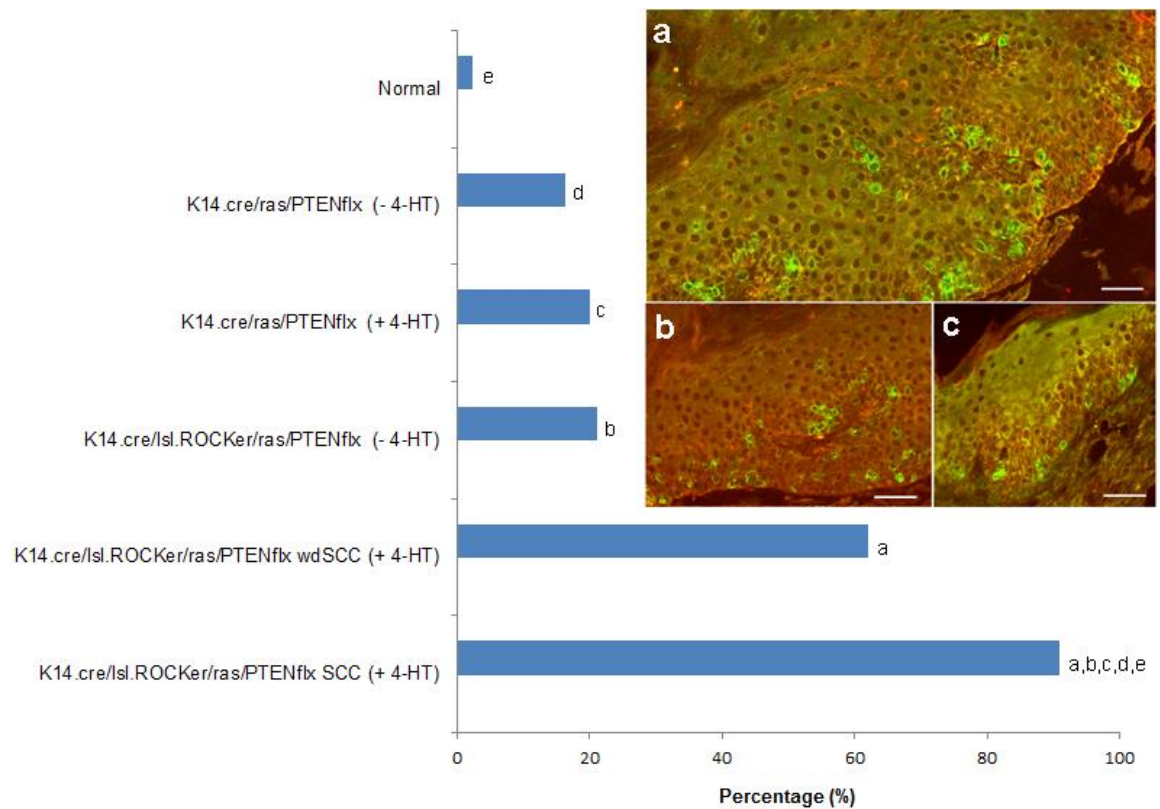 Normal
e
K14.cre/ras/PTENflx (- 4-HT)
d
K14.cre/ras/PTENflx (+ 4-HT)
c
K14.cre/lsl.ROCKer/ras/PTENflx (- 4-HT)
b
K14.cre/lsl.ROCKer/ras/PTENflx wdSCC (+ 4-HT)
a
K14.cre/lsl.ROCKer/ras/PTENflx SCC (+ 4-HT)
a,b,c,d,e
0 20 40 60 80 100
Percentage (%)
a
b
c